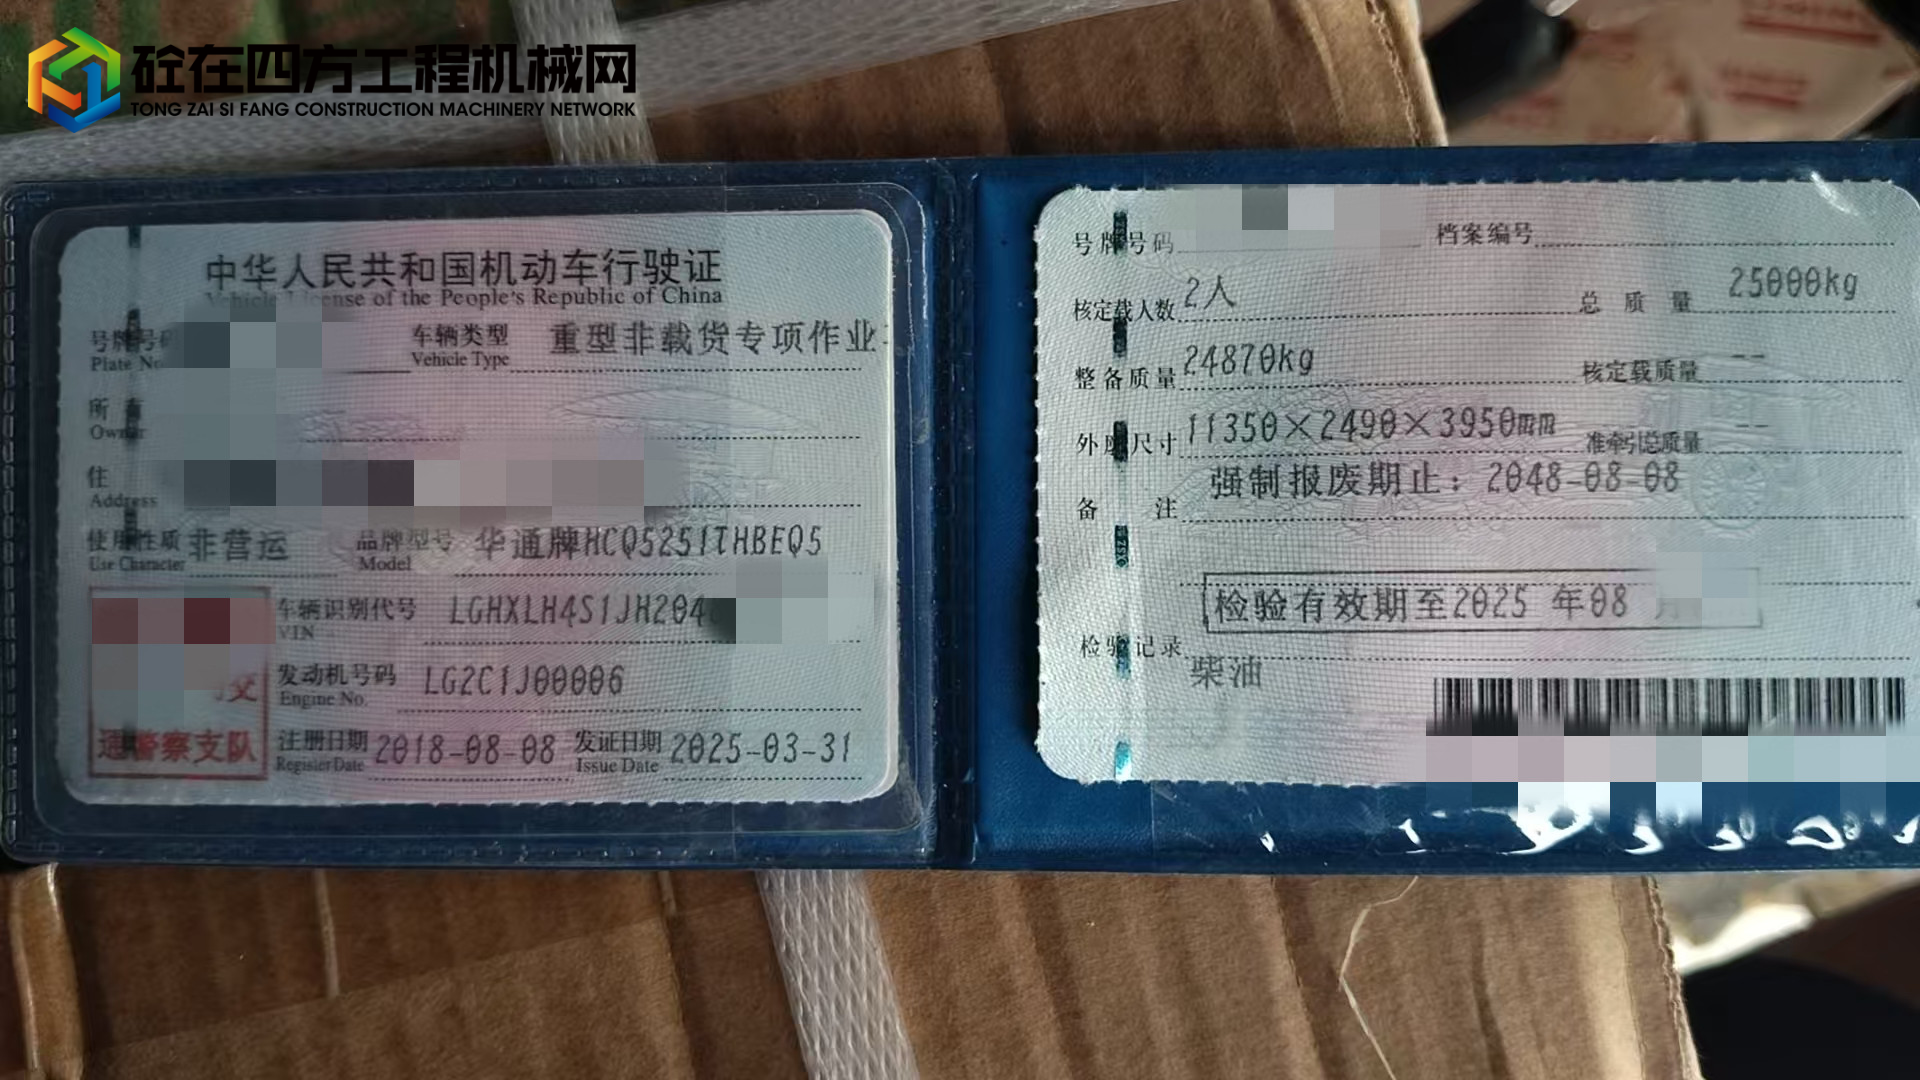 砼在四方工程机械网
TONG ZAI SI FANG CONSTRUCTION MACHINERY NETWORK
中华人民共和国机动车行驶证
Vehicle License of the People's Republic of China
号牌号码 车辆类型 重型非载货专项作业
Plate No Vehicle Type
所有
Owner
住
Address
使用性质 非营运 品牌型号 华通牌HCQ5251THBEQ5
Use Character Model
车辆识别代号 LGHXLH4S1JH204
VIN
发动机号码 LG2C1J00006
Engine No.
注册日期 2018-08-08 发证日期 2025-03-31
Register Date Issue Date
交
通警察支队
号牌号码 档案编号
核定载人数 2人 总质量 25000kg
整备质量 24870kg 核定载质量 --
外廓尺寸 11350×2490×3950mm 准牵引总质量 --
备注 强制报废期止：2048-08-08
检验有效期至2025 年08
检验记录
柴油